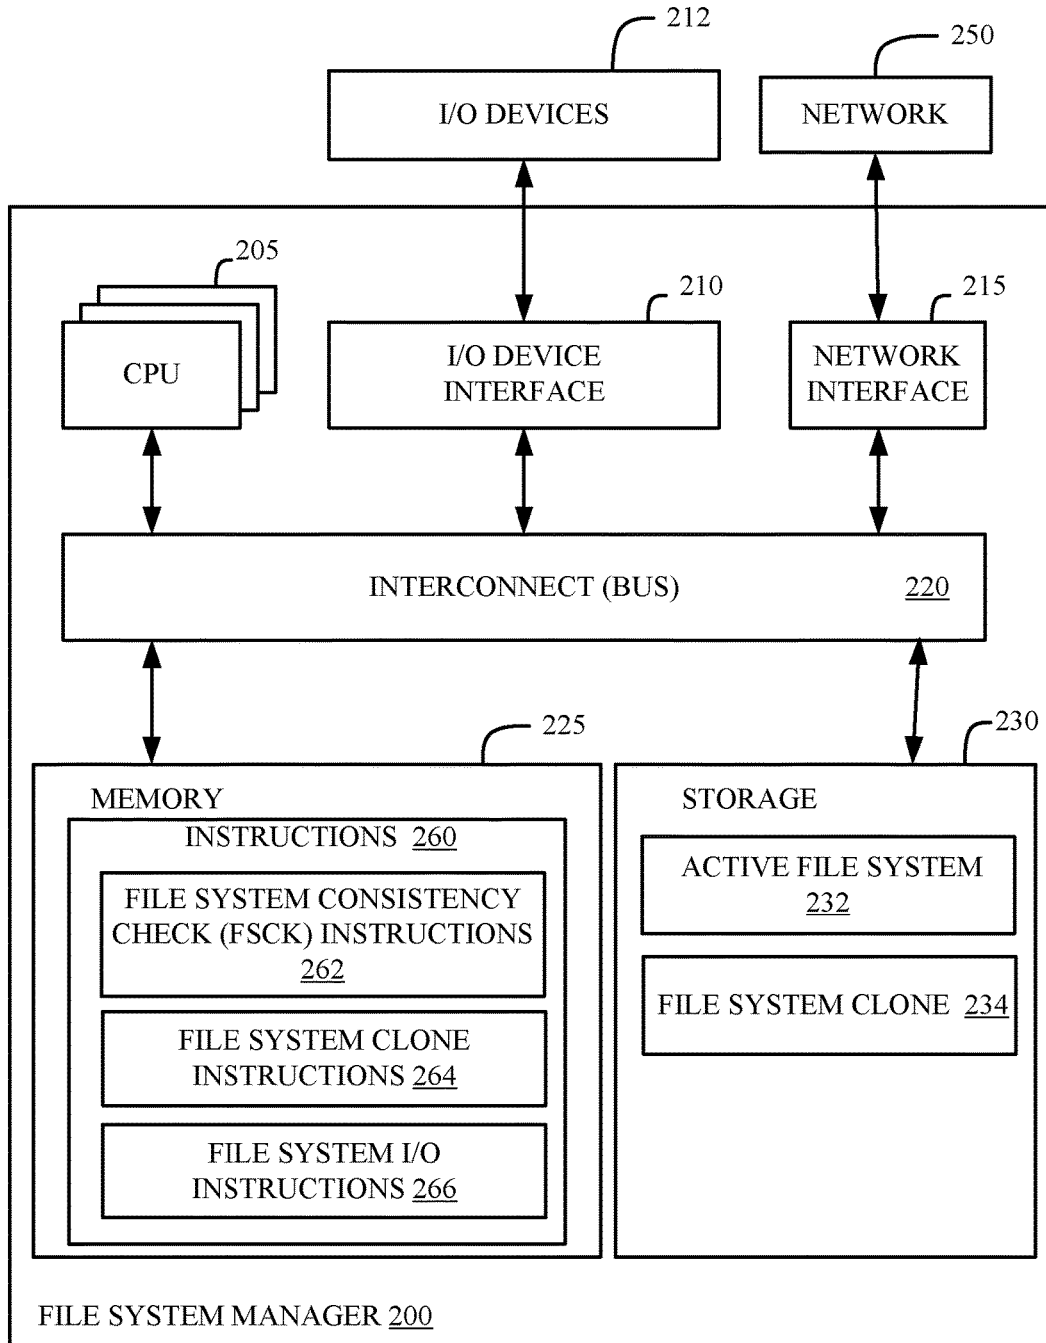 212
250
I/O DEVICES
NETWORK
205
210
215
CPU
I/O DEVICE
INTERFACE
NETWORK
INTERFACE
INTERCONNECT (BUS)
220
225
230
MEMORY
INSTRUCTIONS 260
FILE SYSTEM CONSISTENCY
CHECK (FSCK) INSTRUCTIONS
262
FILE SYSTEM CLONE
INSTRUCTIONS 264
FILE SYSTEM I/O
INSTRUCTIONS 266
STORAGE
ACTIVE FILE SYSTEM
232
FILE SYSTEM CLONE 234
FILE SYSTEM MANAGER 200